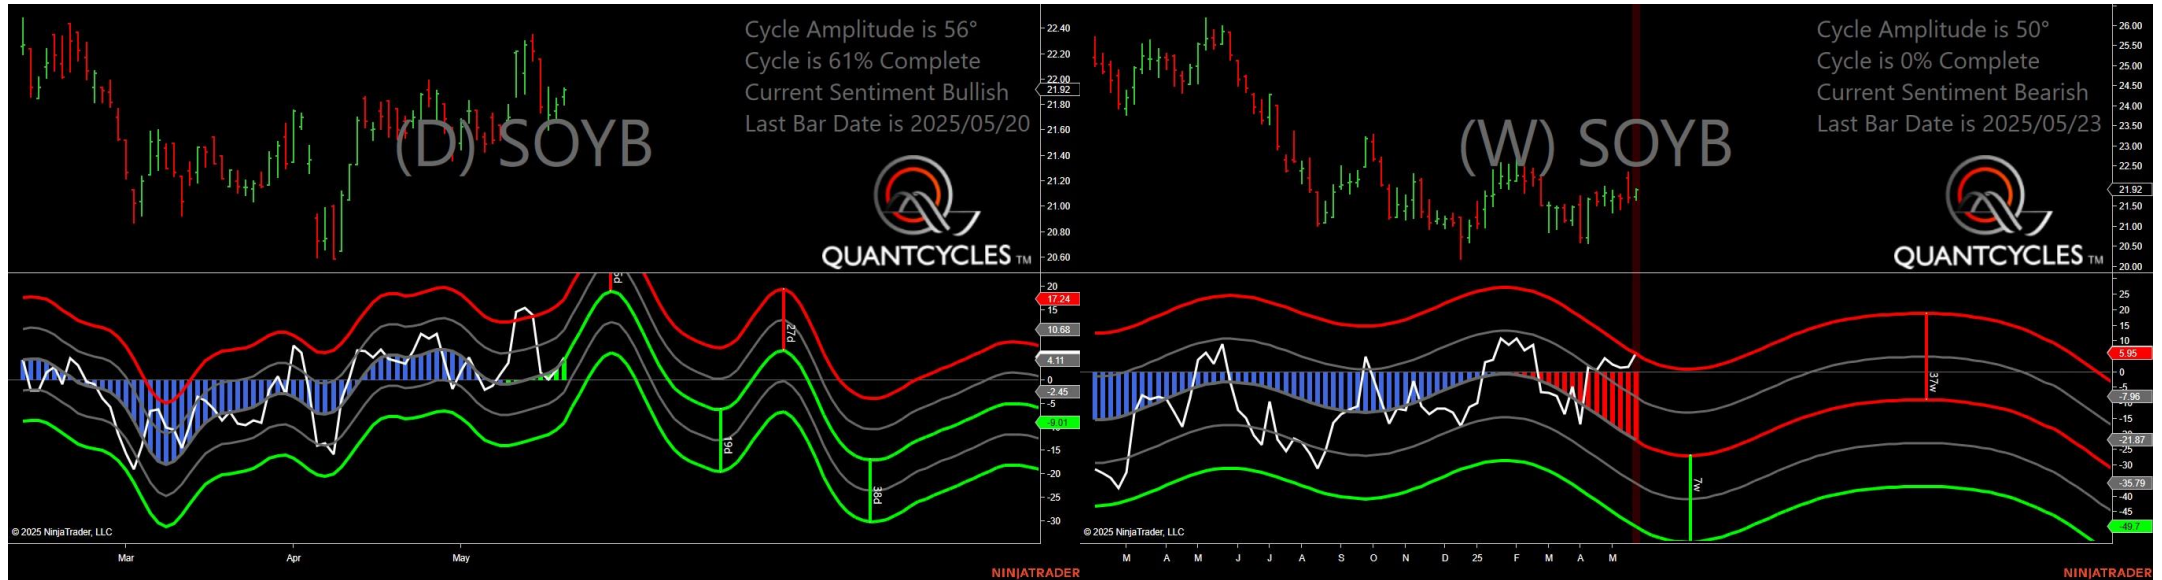 Cycle Amplitude is 56°
Cycle is 61% Complete
Current Sentiment Bullish
Last Bar Date is 2025/05/20
(D) SOYB
QUANTCYCLES TM
22.40
22.20
22.00
21.92
21.80
21.60
21.40
21.20
21.00
20.80
20.60
20
17.24
15
10.68
4.11
0
-2.45
-5
-9.01
-15
-20
-25
-30
27d
19d
38d
© 2025 NinjaTrader, LLC
Mar
Apr
May
NINJATRADER
Cycle Amplitude is 50°
Cycle is 0% Complete
Current Sentiment Bearish
Last Bar Date is 2025/05/23
(W) SOYB
QUANTCYCLES TM
26.00
25.50
25.00
24.50
24.00
23.50
23.00
22.50
21.92
21.50
21.00
20.50
20.00
25
20
15
10
5.95
0
-5
-7.96
-15
-21.87
-25
-30
-35.79
-40
-45
-49.7
37w
7w
© 2025 NinjaTrader, LLC
M A M J J A S O N D 25 F M A M
NINJATRADER